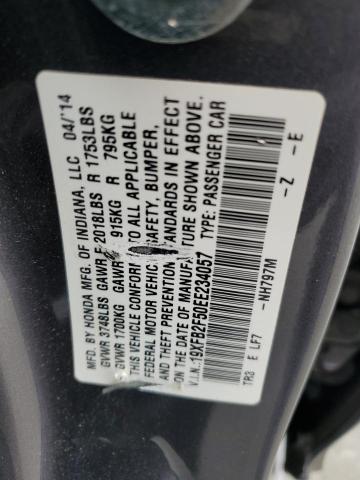 MFD. BY HONDA MFG. OF INDIANA, LLC 04/'14
GVWR 3748LBS GAWR F 2018LBS R 1753LBS
GVWR 1700KG GAWR 915KG R 795KG
THIS VEHICLE CONFORMS TO ALL APPLICABLE
FEDERAL MOTOR VEHICLE SAFETY, BUMPER,
AND THEFT PREVENTION STANDARDS IN EFFECT
ON THE DATE OF MANUFACTURE SHOWN ABOVE.
V.I.N.:19XFB2F50EE234057 TYPE: PASSENGER CAR
NH797M -Z -E
TR3 E LF7